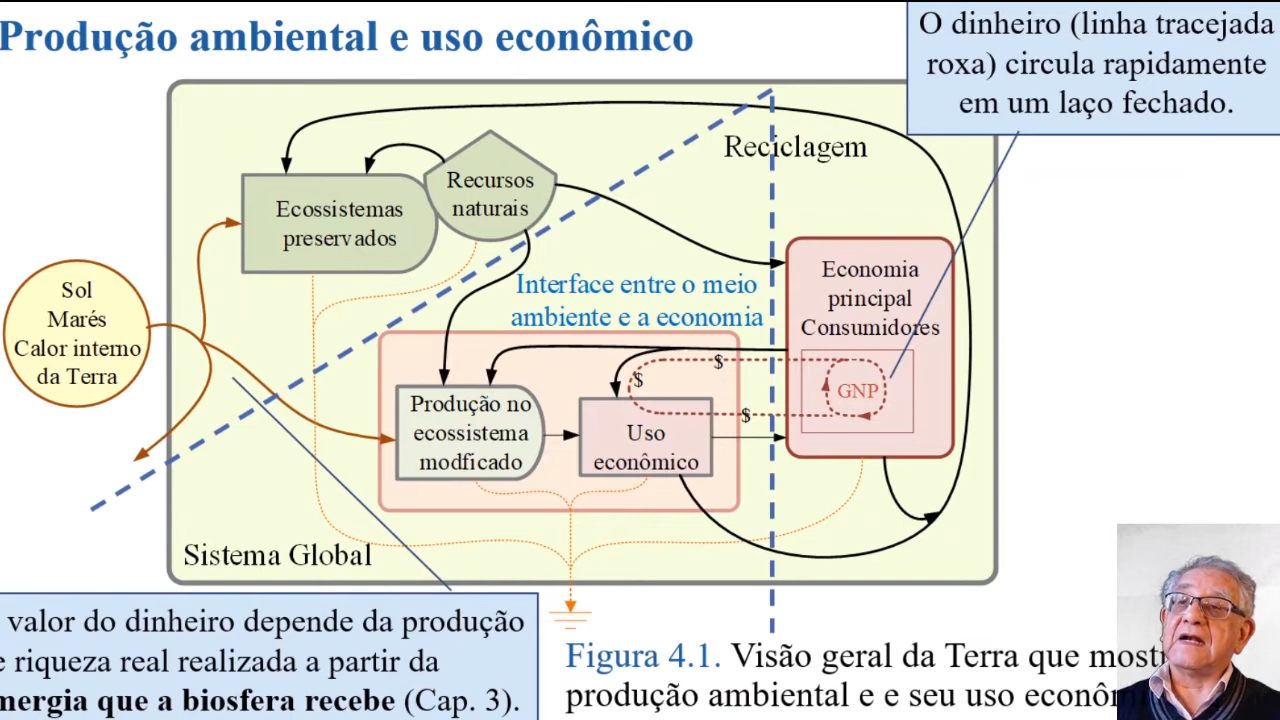 Produção ambiental e uso econômico
O dinheiro (linha tracejada
roxa) circula rapidamente
em um laço fechado.
Reciclagem
Recursos
naturais
Ecossistemas
preservados
Sol
Marés
Calor interno
da Terra
Interface entre o meio
ambiente e a economia
Economia
principal
Consumidores
$
$
$
GNP
Produção no
ecossistema
modficado
Uso
econômico
Sistema Global
valor do dinheiro depende da produção
riqueza real realizada a partir da
que a biosfera recebe (Cap. 3).
Figura 4.1. Visão geral da Terra que
produção ambiental e e seu uso